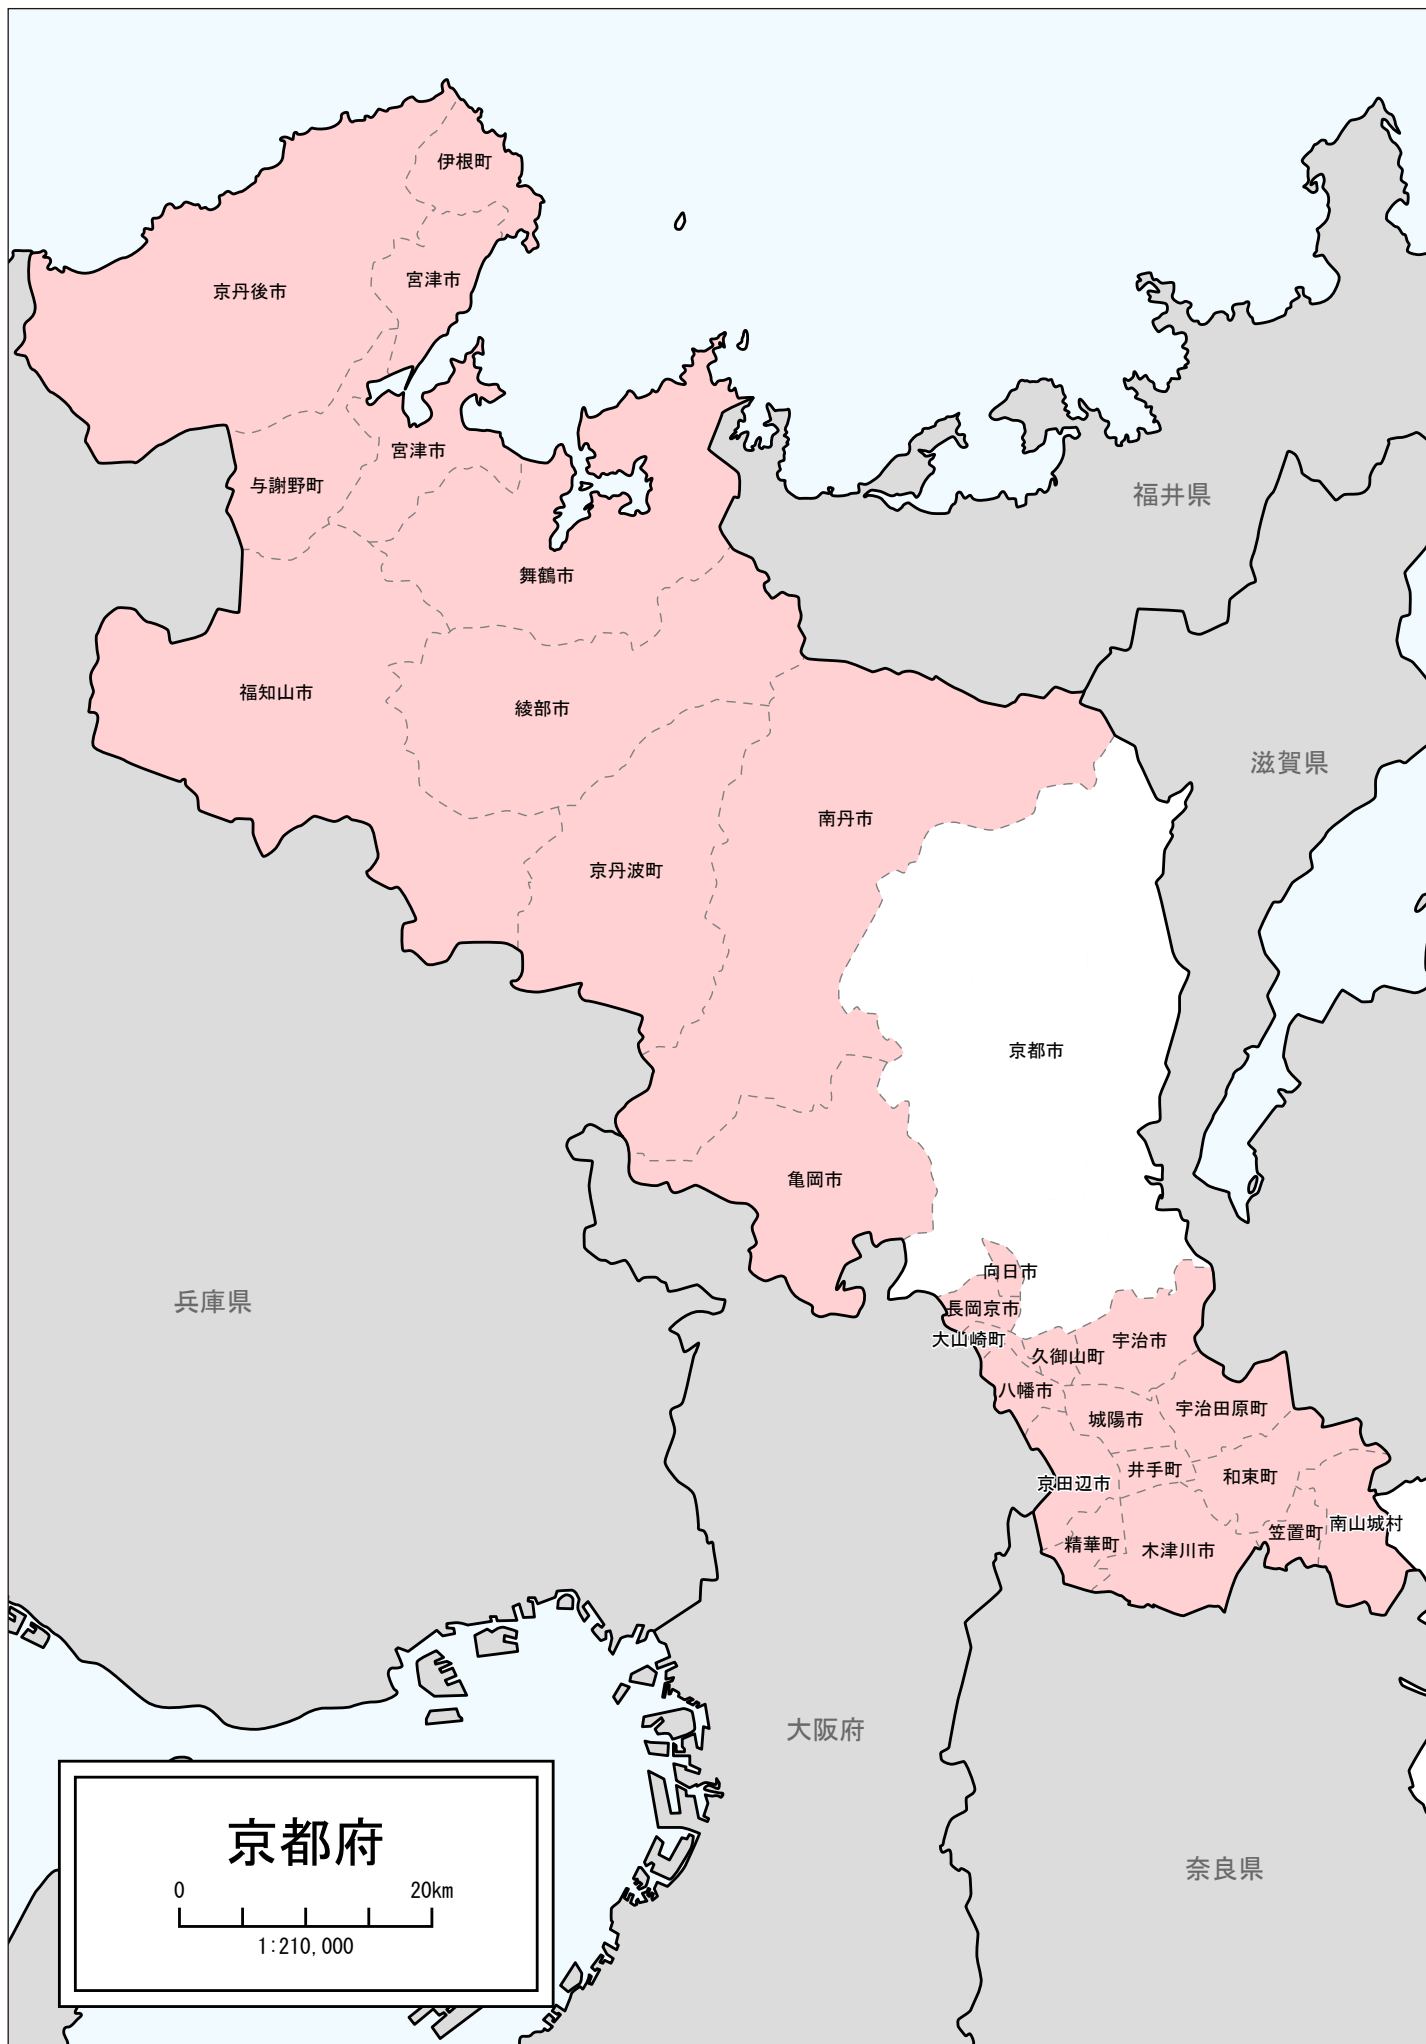 伊根町
宮津市
京丹後市
宮津市
与謝野町
福井県
舞鶴市
福知山市
綾部市
滋賀県
南丹市
京丹波町
京都市
亀岡市
向日市
兵庫県
長岡京市
大山崎町
宇治市
久御山町
八幡市
宇治田原町
城陽市
井手町
和束町
京田辺市
南山城村
笠置町
精華町
木津川市
大阪府
奈良県
京都府
0 20km
1:210,000